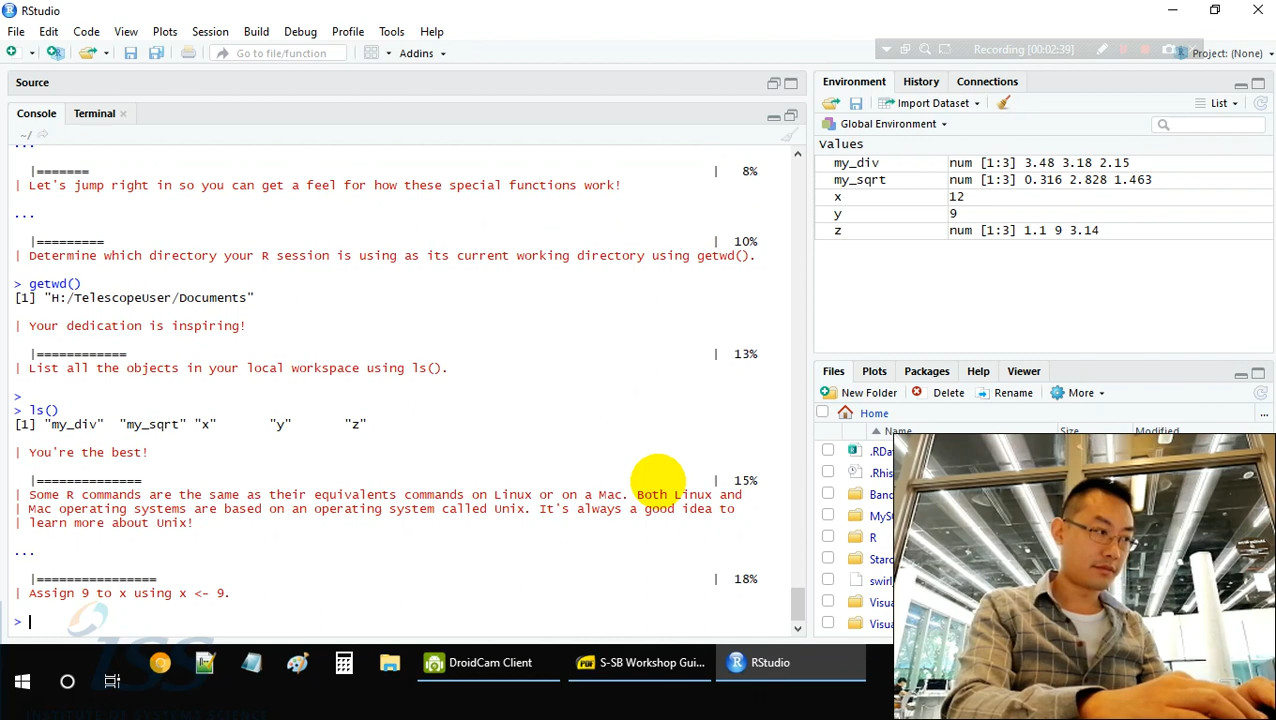 RStudio
File Edit Code View Plots Session Build Debug Profile Tools Help
Go to file/function
Addins
Recording [00:02:39]
Project: (None)
Source
Console Terminal
~/
...
|======= | 8%
| Let's jump right in so you can get a feel for how these special functions work!
...
|========= | 10%
| Determine which directory your R session is using as its current working directory using getwd().
> getwd()
[1] "H:/TelescopeUser/Documents"
| Your dedication is inspiring!
|============ | 13%
| List all the objects in your local workspace using ls().
>
> ls()
[1] "my_div" "my_sqrt" "x" "y" "z"
| You're the best!
|============== | 15%
| Some R commands are the same as their equivalents commands on Linux or on a Mac. Both Linux and
| Mac operating systems are based on an operating system called Unix. It's always a good idea to
| learn more about Unix!
...
|================ | 18%
| Assign 9 to x using x <- 9.
>
Environment History Connections
Import Dataset
List
Global Environment
Values
my_div num [1:3] 3.48 3.18 2.15
my_sqrt num [1:3] 0.316 2.828 1.463
x 12
y 9
z num [1:3] 1.1 9 3.14
Files Plots Packages Help Viewer
New Folder Delete Rename More
Home ...
Name Size Modified
.RDa
.Rhis
Band
MySt
R
Starc
swirl
Visua
Visua
ISS
DroidCam Client
S-SB Workshop Gui...
RStudio